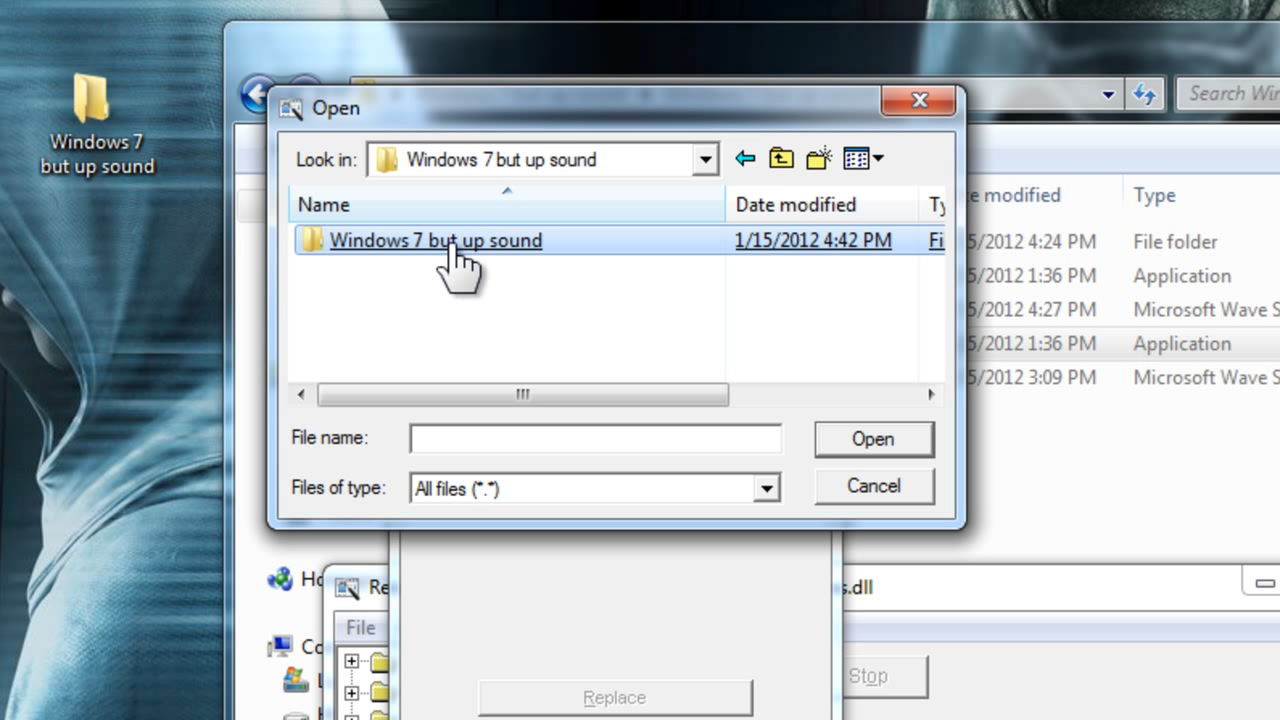 Windows 7
but up sound
Search Win
Open
Look in: Windows 7 but up sound
Name Date modified Ty
Windows 7 but up sound 1/15/2012 4:42 PM Fi
File name: Open
Files of type: All files (*.*) Cancel
te modified Type
5/2012 4:24 PM File folder
5/2012 1:36 PM Application
5/2012 4:27 PM Microsoft Wave S
5/2012 1:36 PM Application
5/2012 3:09 PM Microsoft Wave S
Ho
Re s.dll
File
Co
L
Replace
Stop